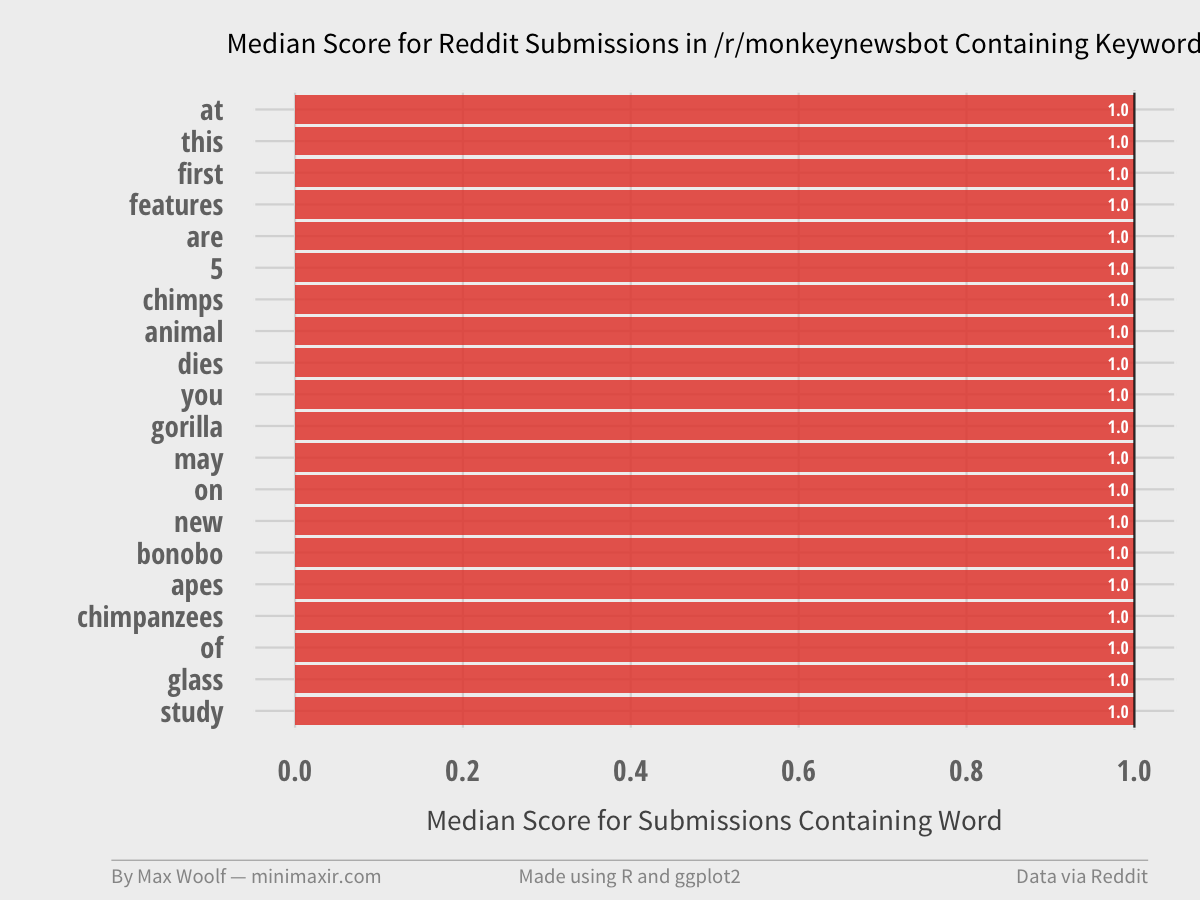 Median Score for Reddit Submissions in /r/monkeynewsbot Containing Keyword
at 1.0
this 1.0
first 1.0
features 1.0
are 1.0
5 1.0
chimps 1.0
animal 1.0
dies 1.0
you 1.0
gorilla 1.0
may 1.0
on 1.0
new 1.0
bonobo 1.0
apes 1.0
chimpanzees 1.0
of 1.0
glass 1.0
study 1.0
0.0 0.2 0.4 0.6 0.8 1.0
Median Score for Submissions Containing Word
By Max Woolf — minimaxir.com Made using R and ggplot2 Data via Reddit